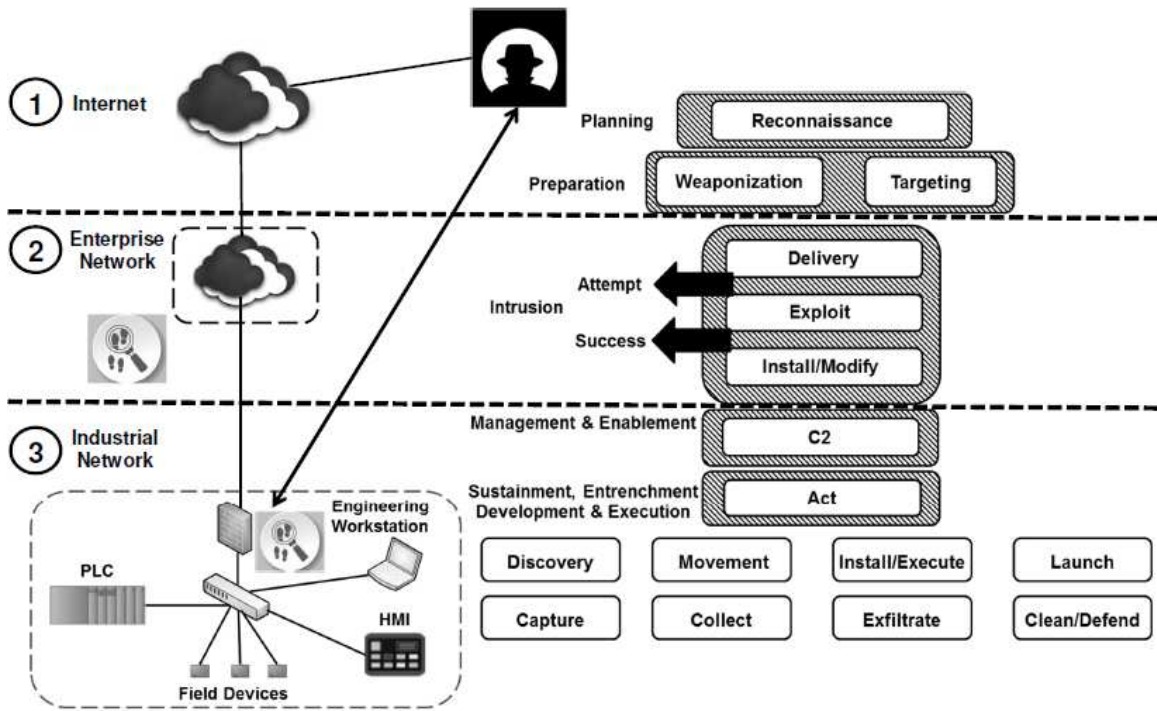 1
Internet
Planning
Reconnaissance
Preparation
Weaponization
Targeting
2
Enterprise
Network
Intrusion
Attempt
Success
Delivery
Exploit
Install/Modify
3
Industrial
Network
Management & Enablement
C2
Sustainment, Entrenchment
Development & Execution
Act
Engineering
Workstation
PLC
HMI
Field Devices
Discovery
Movement
Install/Execute
Launch
Capture
Collect
Exfiltrate
Clean/Defend